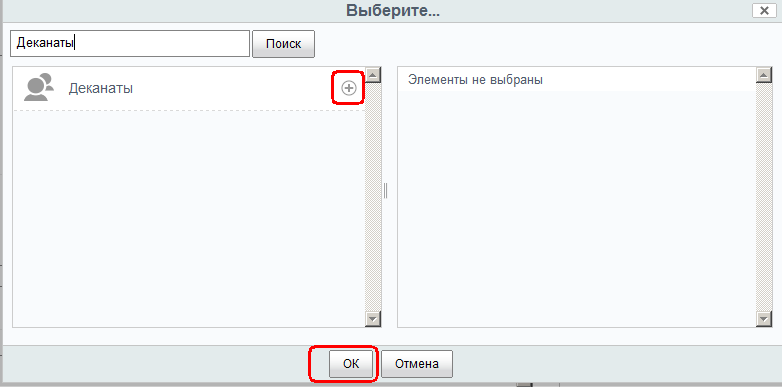 Выберите...
Деканаты
Поиск
Деканаты
Элементы не выбраны
ОК
Отмена